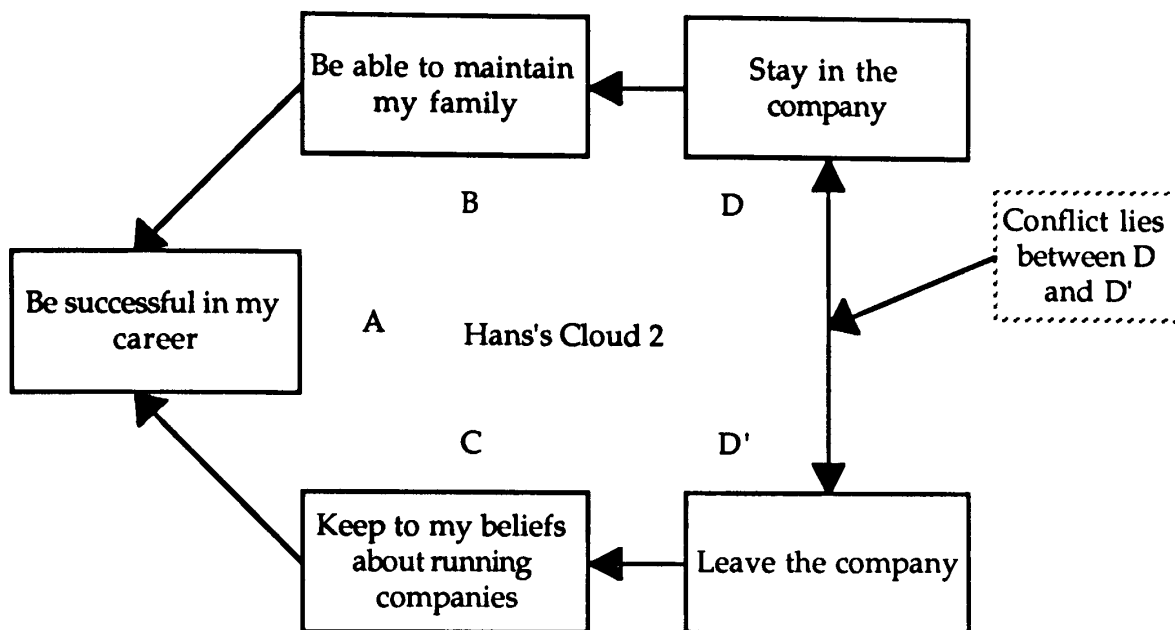 Be able to maintain
my family
Stay in the
company
B
D
Conflict lies
between D
and D'
Be successful in my
career
A
Hans's Cloud 2
C
D'
Keep to my beliefs
about running
companies
Leave the company